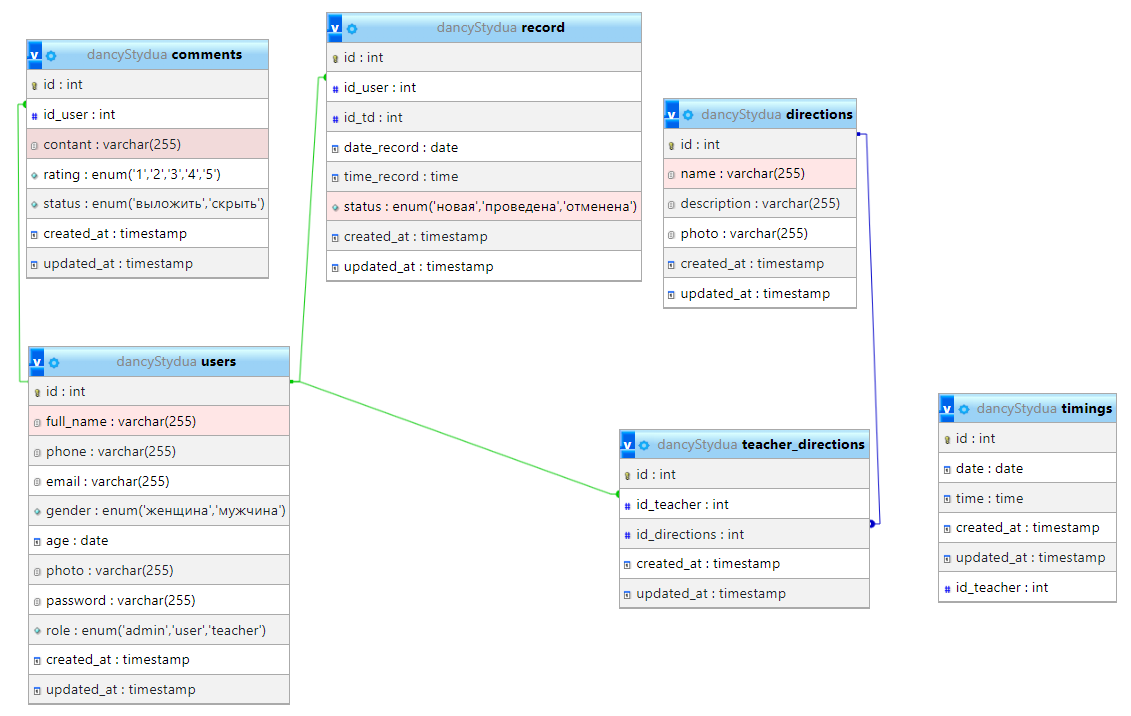 dancyStydua comments
id : int
id_user : int
contant : varchar(255)
rating : enum('1','2','3','4','5')
status : enum('выложить','скрыть')
created_at : timestamp
updated_at : timestamp
dancyStydua record
id : int
id_user : int
id_td : int
date_record : date
time_record : time
status : enum('новая','проведена','отменена')
created_at : timestamp
updated_at : timestamp
dancyStydua directions
id : int
name : varchar(255)
description : varchar(255)
photo : varchar(255)
created_at : timestamp
updated_at : timestamp
dancyStydua users
id : int
full_name : varchar(255)
phone : varchar(255)
email : varchar(255)
gender : enum('женщина','мужчина')
age : date
photo : varchar(255)
password : varchar(255)
role : enum('admin','user','teacher')
created_at : timestamp
updated_at : timestamp
dancyStydua teacher_directions
id : int
id_teacher : int
id_directions : int
created_at : timestamp
updated_at : timestamp
dancyStydua timings
id : int
date : date
time : time
created_at : timestamp
updated_at : timestamp
id_teacher : int